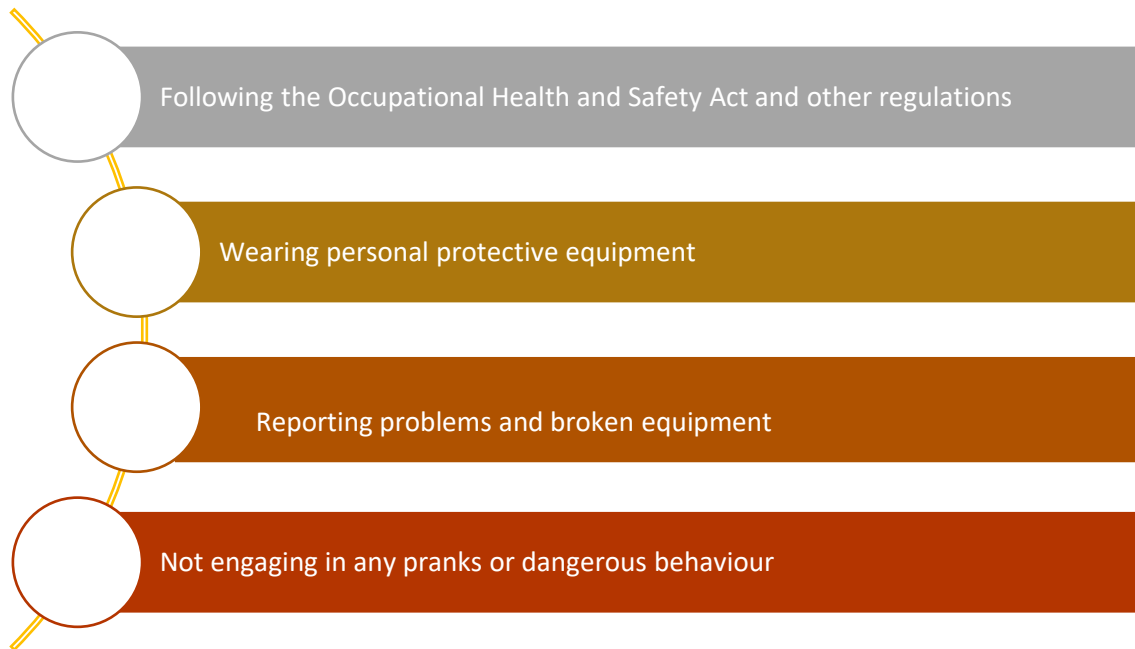 Following the Occupational Health and Safety Act and other regulations
Wearing personal protective equipment
Reporting problems and broken equipment
Not engaging in any pranks or dangerous behaviour